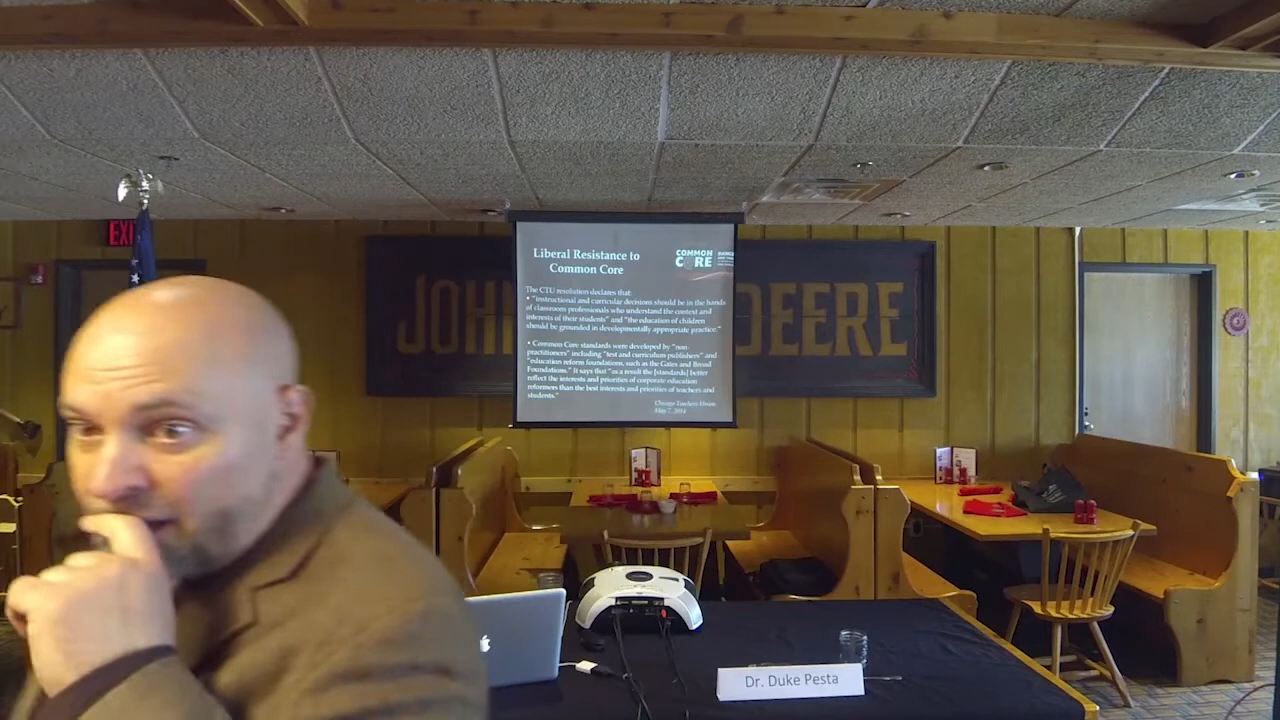 EXI
JOHN DEERE
Liberal Resistance to
Common Core
COMMON
CORE
The CTU resolution declares that:
• "instructional and curricular decisions should be in the hands
of classroom professionals who understand the context and
interests of their students" and "the education of children
should be grounded in developmentally appropriate practice."
• Common Core standards were developed by "non-
practitioners" including "test and curriculum publishers" and
"education reform foundations, such as the Gates and Broad
Foundations." It says that "as a result the [standards] better
reflect the interests and priorities of corporate education
reformers than the best interests and priorities of teachers and
students."
Chicago Teachers Union
May 7, 2014
Dr. Duke Pesta